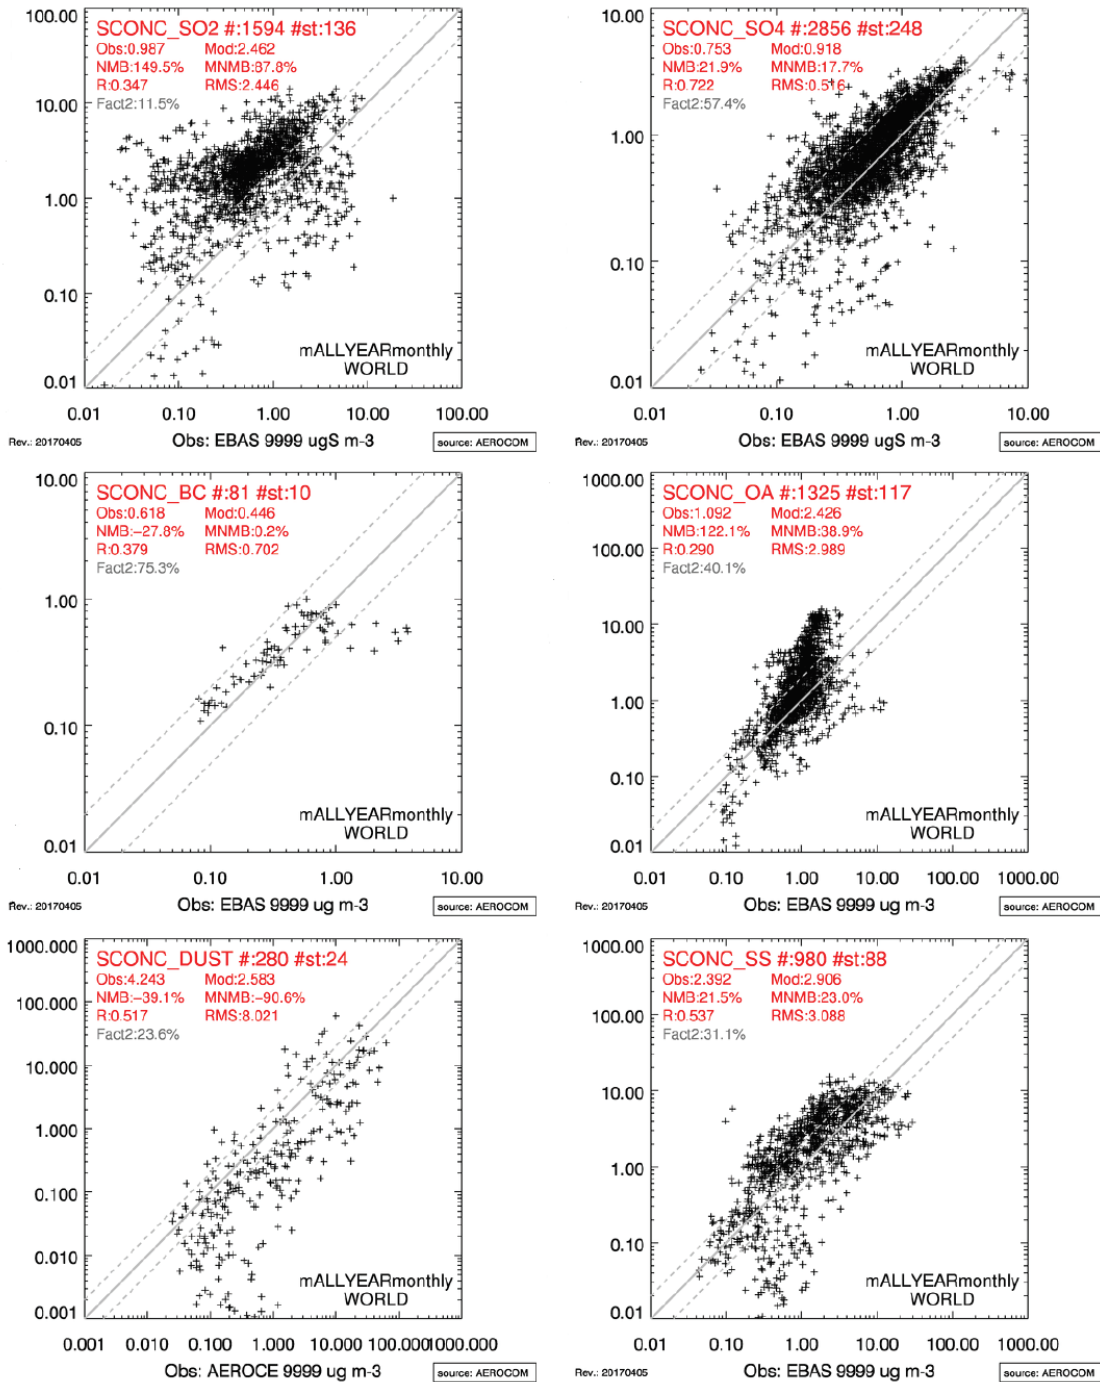 100.00
SCONC_SO2 #:1594 #st:136
Obs:0.987 Mod:2.462
NMB:149.5% MNMB:87.8%
R:0.347 RMS:2.446
Fact2:11.5%
10.00
1.00
0.10
mALLYEARmonthly
WORLD
0.01
0.01 0.10 1.00 10.00 100.00
Rev.: 20170405 Obs: EBAS 9999 ugS m-3 source: AEROCOM
10.00
SCONC_SO4 #:2856 #st:248
Obs:0.753 Mod:0.918
NMB:21.9% MNMB:17.7%
R:0.722 RMS:0.516
Fact2:57.4%
1.00
0.10
mALLYEARmonthly
WORLD
0.01
0.01 0.10 1.00 10.00
Rev.: 20170405 Obs: EBAS 9999 ugS m-3 source: AEROCOM
10.00
SCONC_BC #:81 #st:10
Obs:0.618 Mod:0.446
NMB:-27.8% MNMB:0.2%
R:0.379 RMS:0.702
Fact2:75.3%
1.00
0.10
mALLYEARmonthly
WORLD
0.01
0.01 0.10 1.00 10.00
Rev.: 20170405 Obs: EBAS 9999 ug m-3 source: AEROCOM
1000.00
SCONC_OA #:1325 #st:117
Obs:1.092 Mod:2.426
NMB:122.1% MNMB:38.9%
R:0.290 RMS:2.989
Fact2:40.1%
100.00
10.00
1.00
0.10
mALLYEARmonthly
WORLD
0.01
0.01 0.10 1.00 10.00 100.00 1000.00
Rev.: 20170405 Obs: EBAS 9999 ug m-3 source: AEROCOM
1000.000
SCONC_DUST #:280 #st:24
Obs:4.243 Mod:2.583
NMB:-39.1% MNMB:-90.6%
R:0.517 RMS:8.021
Fact2:23.6%
100.000
10.000
1.000
0.100
0.010
mALLYEARmonthly
WORLD
0.001
0.001 0.010 0.100 1.000 10.000 100.000 1000.000
Obs: AEROCE 9999 ug m-3 source: AEROCOM
1000.00
SCONC_SS #:980 #st:88
Obs:2.392 Mod:2.906
NMB:21.5% MNMB:23.0%
R:0.537 RMS:3.088
Fact2:31.1%
100.00
10.00
1.00
0.10
mALLYEARmonthly
WORLD
0.01
0.01 0.10 1.00 10.00 100.00 1000.00
Rev.: 20170405 Obs: EBAS 9999 ug m-3 source: AEROCOM